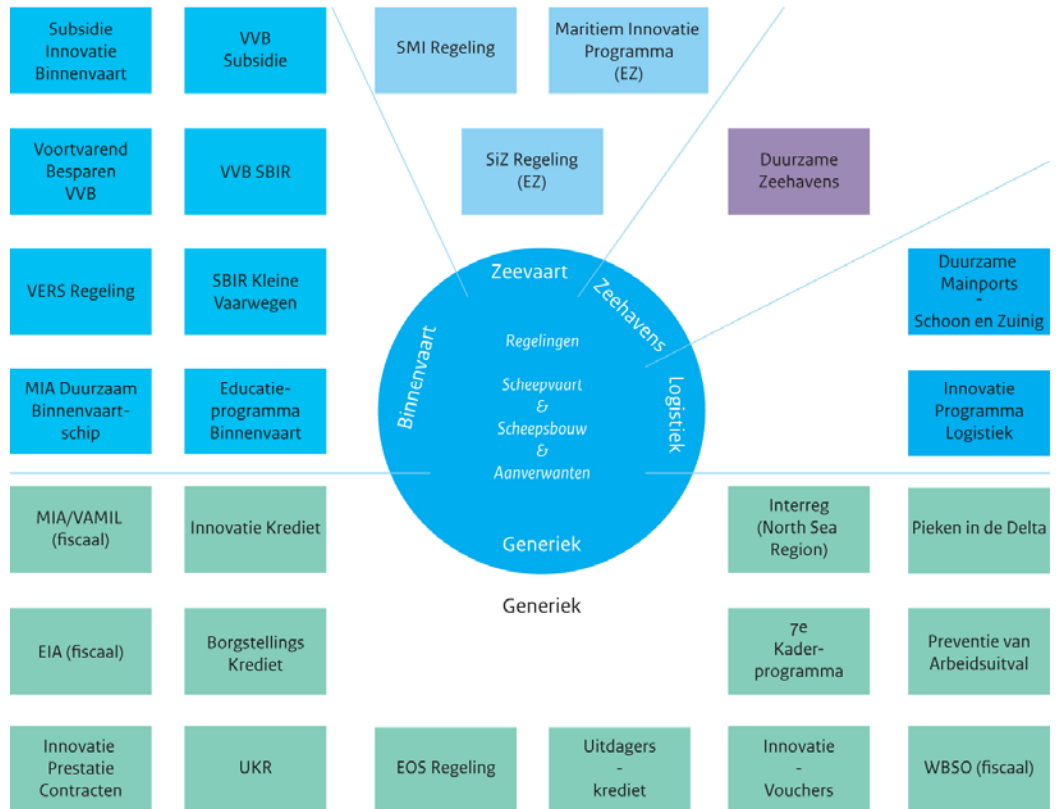 Subsidie
Innovatie
Binnenvaart
VVB
Subsidie
SMI Regeling
Maritiem Innovatie
Programma
(EZ)
Voortvarend
Besparen
VVB
VVB SBIR
SiZ Regeling
(EZ)
Duurzame
Zeehavens
VERS Regeling
SBIR Kleine
Vaarwegen
Duurzame
Mainports
-
Schoon en Zuinig
MIA Duurzaam
Binnenvaart-
schip
Educatie-
programma
Binnenvaart
Innovatie
Programma
Logistiek
Zeevaart
Zeehavens
Binnenvaart
Logistiek
Regelingen
Scheepvaart
&
Scheepsbouw
&
Aanverwanten
Generiek
Generiek
MIA/VAMIL
(fiscaal)
Innovatie Krediet
Interreg
(North Sea
Region)
Pieken in de Delta
EIA (fiscaal)
Borgstellings
Krediet
7e
Kader-
programma
Preventie van
Arbeidsuitval
Innovatie
Prestatie
Contracten
UKR
EOS Regeling
Uitdagers
-
krediet
Innovatie
-
Vouchers
WBSO (fiscaal)